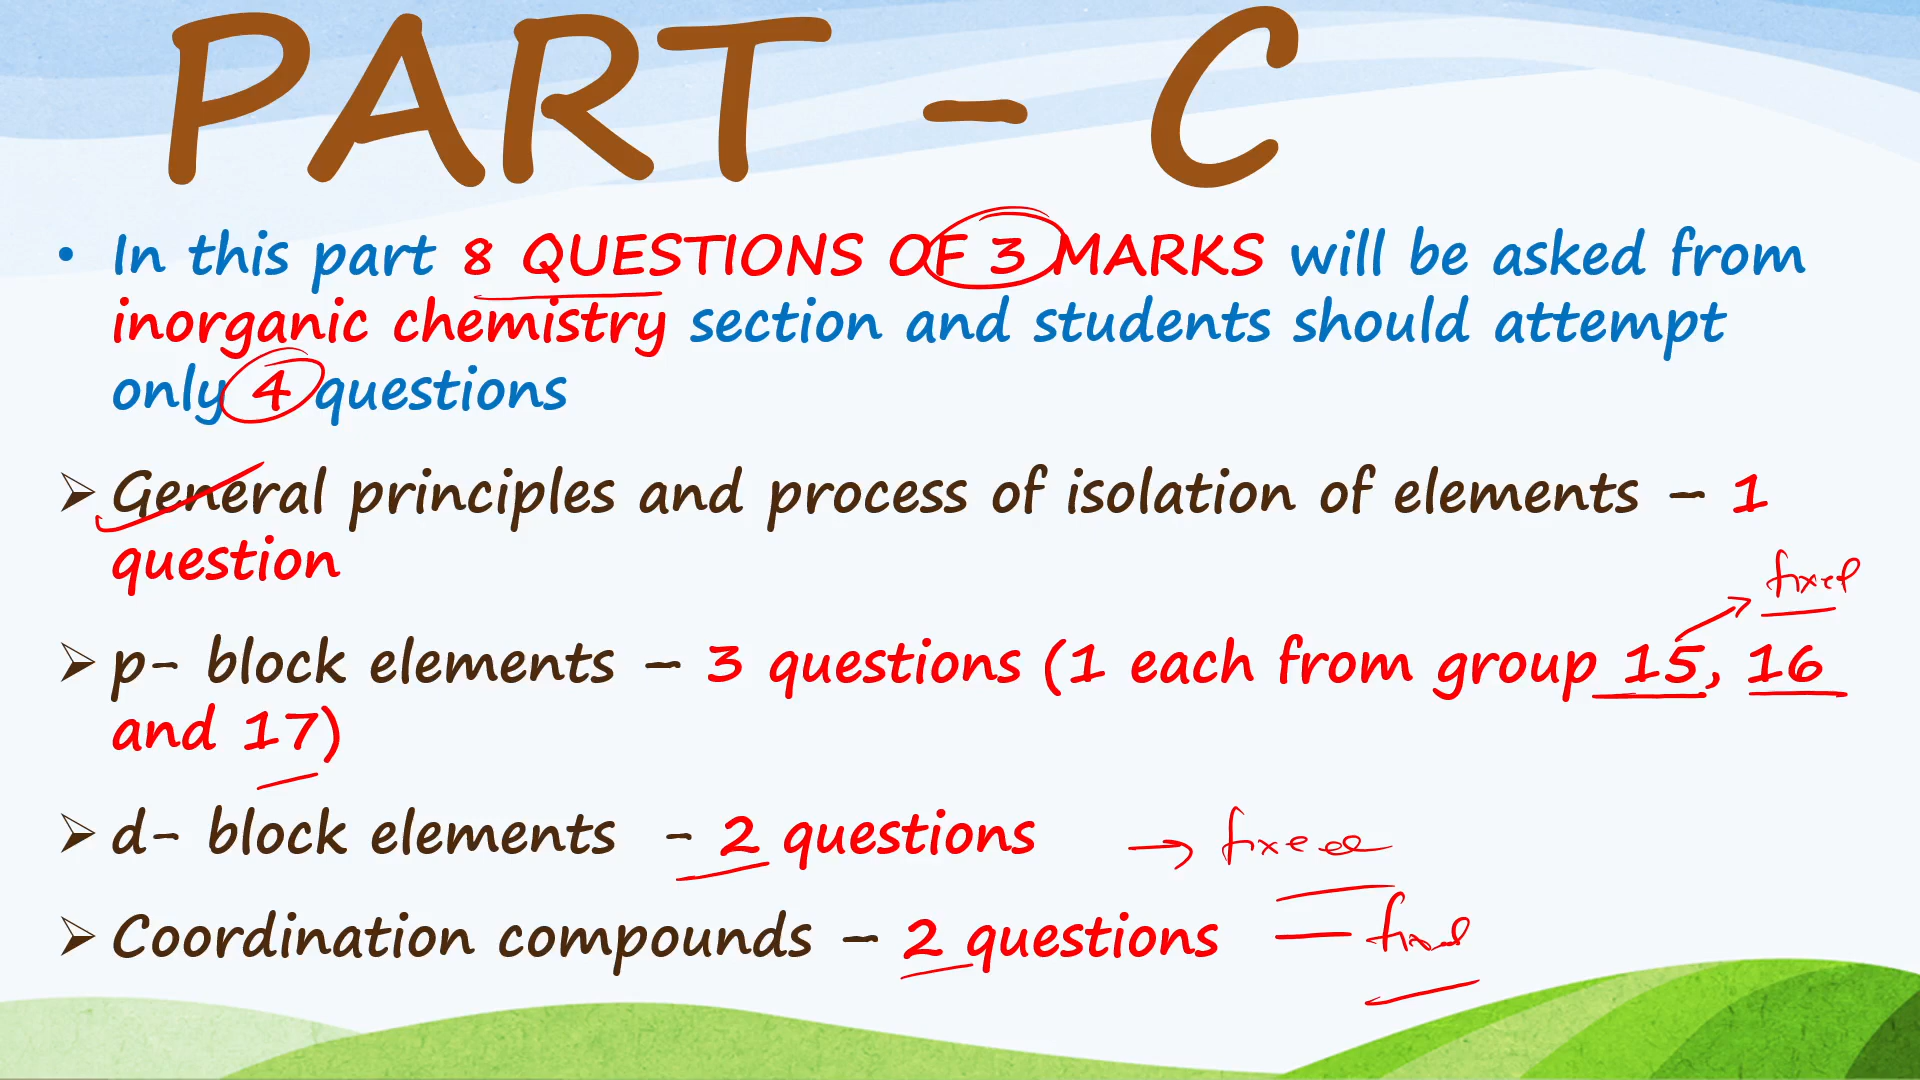 PART - C
• In this part 8 QUESTIONS OF 3 MARKS will be asked from
inorganic chemistry section and students should attempt
only 4 questions
➢ General principles and process of isolation of elements – 1
question
fixed
➢ p- block elements – 3 questions (1 each from group 15, 16
and 17)
➢ d- block elements - 2 questions → fixed
➢ Coordination compounds – 2 questions — fixed